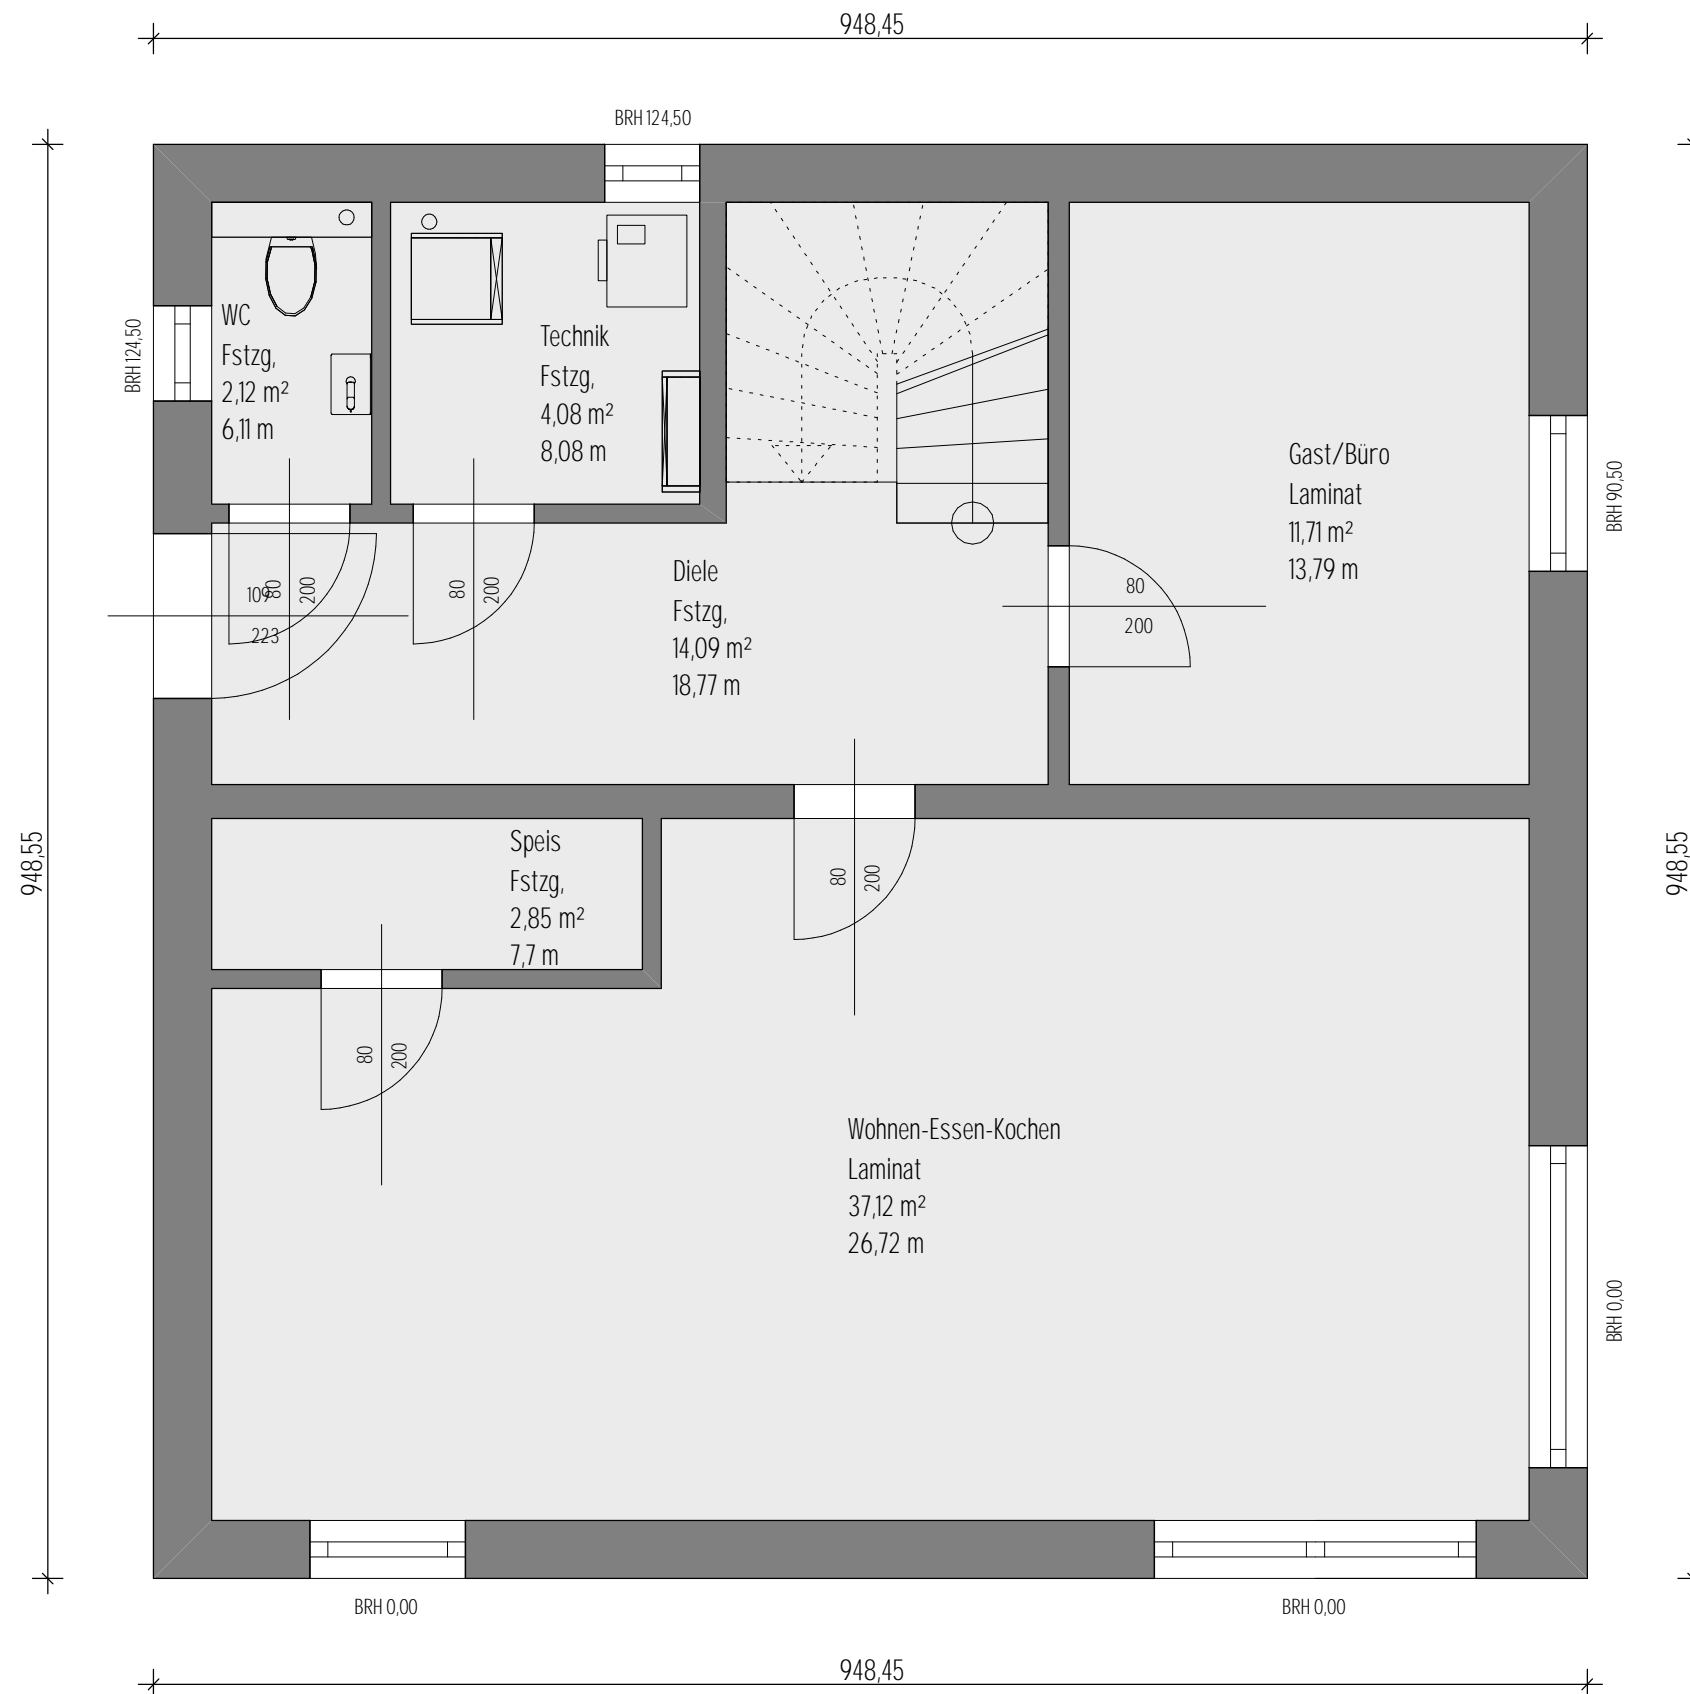 948,45
BRH 124,50
WC
Fstzg,
2,12 m²
6,11 m
BRH 124,50
Technik
Fstzg,
4,08 m²
8,08 m
Gast/Büro
Laminat
11,71 m²
13,79 m
BRH 90,50
109
223
80
200
80
200
Diele
Fstzg,
14,09 m²
18,77 m
80
200
948,55
948,55
Speis
Fstzg,
2,85 m²
7,7 m
80
200
80
200
Wohnen-Essen-Kochen
Laminat
37,12 m²
26,72 m
BRH 0,00
BRH 0,00
BRH 0,00
948,45